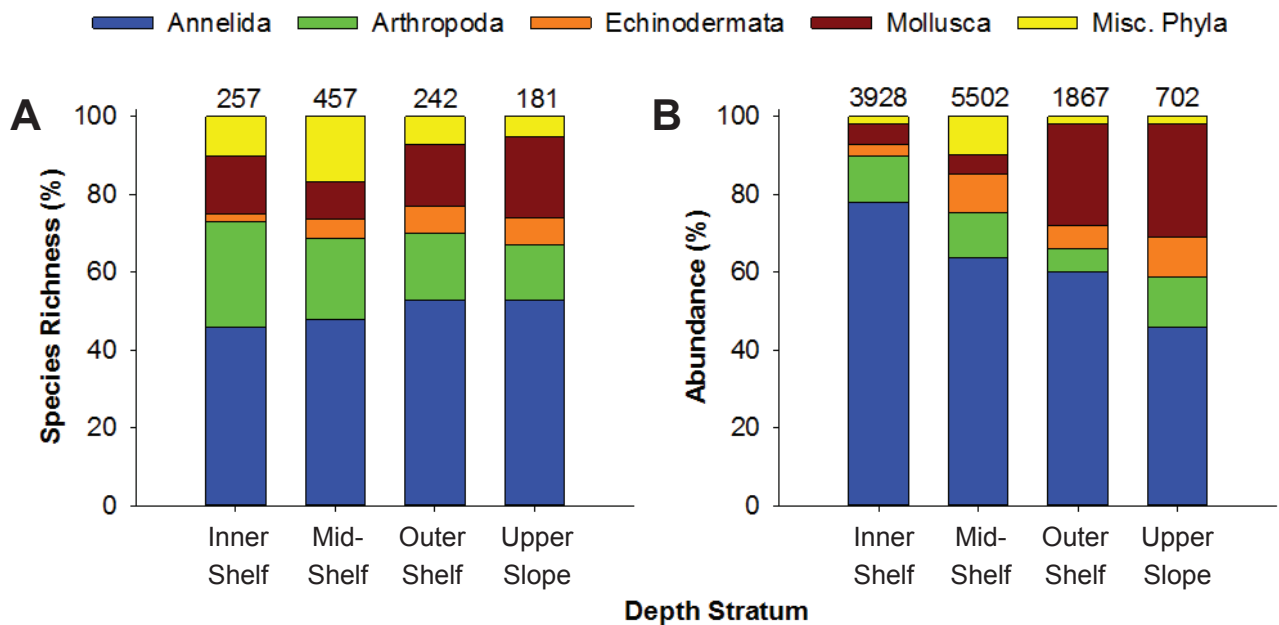 Annelida Arthropoda Echinodermata Mollusca Misc. Phyla
A
257 457 242 181
100
80
60
40
20
0
Species Richness (%)
Inner Mid- Outer Upper
Shelf Shelf Shelf Slope
B
3928 5502 1867 702
100
80
60
40
20
0
Abundance (%)
Inner Mid- Outer Upper
Shelf Shelf Shelf Slope
Depth Stratum